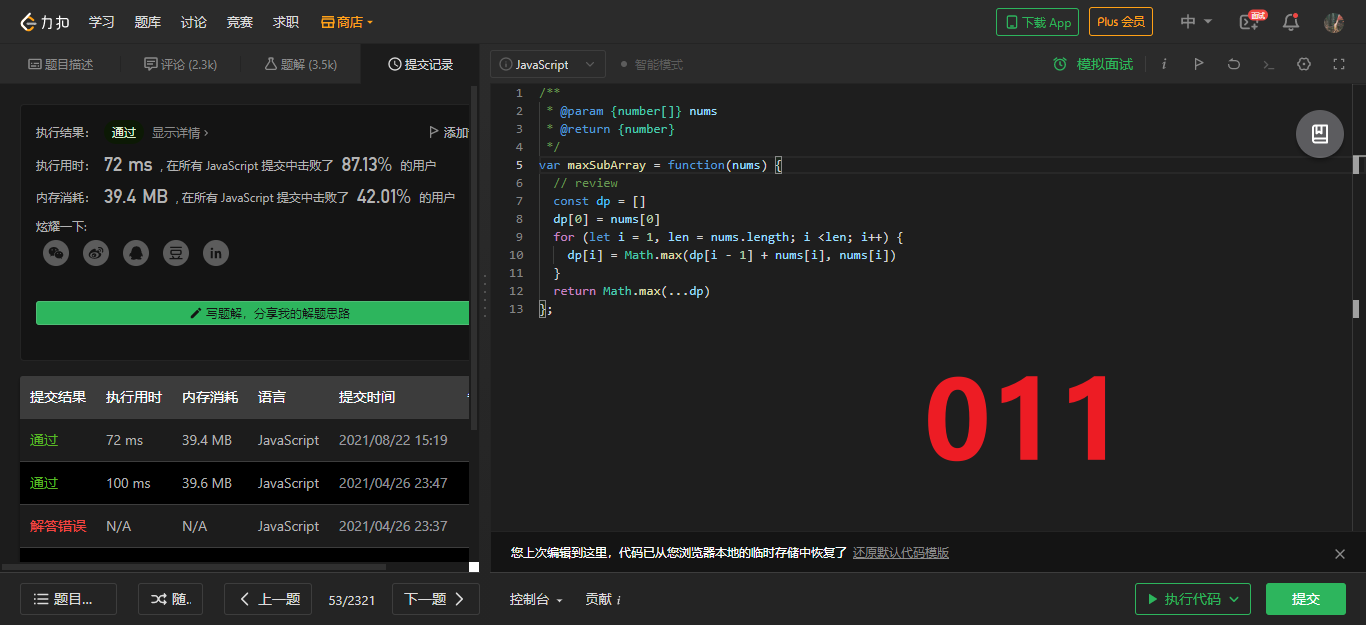 力扣 学习 题库 讨论 竞赛 求职 商店 下载 App Plus 会员 中 面试
题目描述 评论 (2.3k) 题解 (3.5k) 提交记录
执行结果： 通过 显示详情 › 添加
执行用时： 72 ms , 在所有 JavaScript 提交中击败了 87.13% 的用户
内存消耗： 39.4 MB , 在所有 JavaScript 提交中击败了 42.01% 的用户
炫耀一下:
豆 in
写题解，分享我的解题思路
提交结果 执行用时 内存消耗 语言 提交时间
通过 72 ms 39.4 MB JavaScript 2021/08/22 15:19
通过 100 ms 39.6 MB JavaScript 2021/04/26 23:47
解答错误 N/A N/A JavaScript 2021/04/26 23:37
题目... 随.. 上一题 53/2321 下一题
JavaScript 智能模式 模拟面试 i
1 /**
2 * @param {number[]} nums
3 * @return {number}
4 */
5 var maxSubArray = function(nums) {
6 // review
7 const dp = []
8 dp[0] = nums[0]
9 for (let i = 1, len = nums.length; i <len; i++) {
10 dp[i] = Math.max(dp[i - 1] + nums[i], nums[i])
11 }
12 return Math.max(...dp)
13 };
011
您上次编辑到这里，代码已从您浏览器本地的临时存储中恢复了 还原默认代码模版
控制台 贡献 i 执行代码 提交